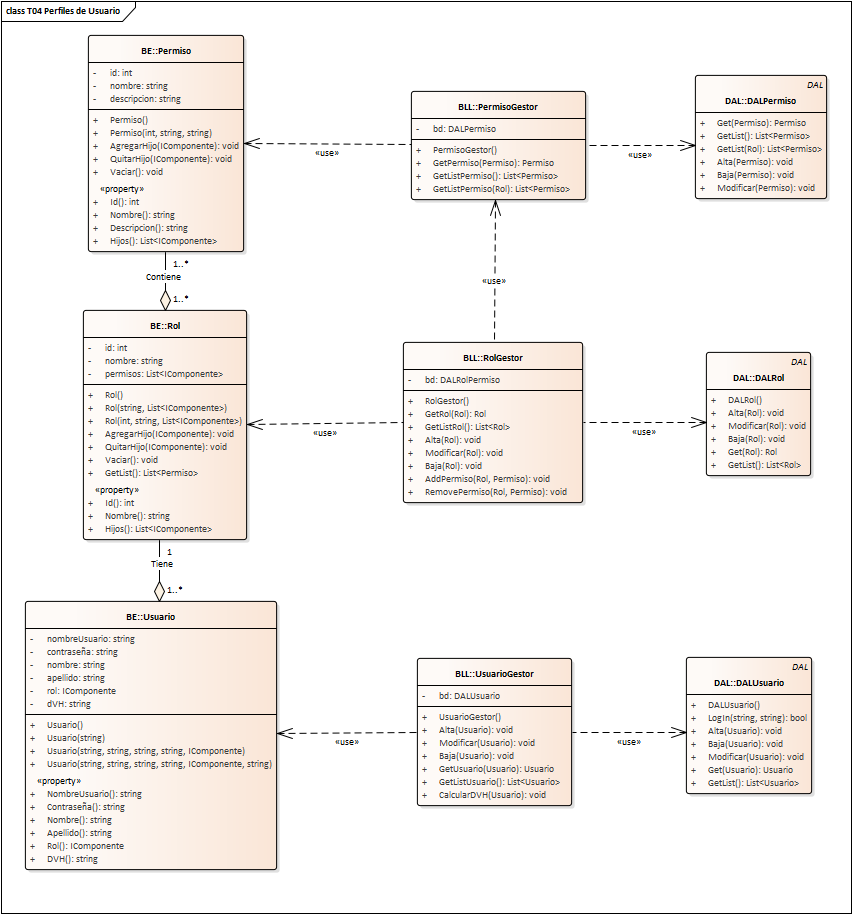 class T04 Perfiles de Usuario
BE::Permiso
- id: int
- nombre: string
- descripcion: string
+ Permiso()
+ Permiso(int, string, string)
+ AgregarHijo(IComponente): void
+ QuitarHijo(IComponente): void
+ Vaciar(): void
«property»
+ Id(): int
+ Nombre(): string
+ Descripcion(): string
+ Hijos(): List<IComponente>
«use»
BLL::PermisoGestor
- bd: DALPermiso
+ PermisoGestor()
+ GetPermiso(Permiso): Permiso
+ GetListPermiso(): List<Permiso>
+ GetListPermiso(Rol): List<Permiso>
«use»
DAL
DAL::DALPermiso
+ Get(Permiso): Permiso
+ GetList(): List<Permiso>
+ GetList(Rol): List<Permiso>
+ Alta(Permiso): void
+ Baja(Permiso): void
+ Modificar(Permiso): void
1..*
Contiene
1..*
«use»
BE::Rol
- id: int
- nombre: string
- permisos: List<IComponente>
+ Rol()
+ Rol(string, List<IComponente>)
+ Rol(int, string, List<IComponente>)
+ AgregarHijo(IComponente): void
+ QuitarHijo(IComponente): void
+ Vaciar(): void
+ GetList(): List<Permiso>
«property»
+ Id(): int
+ Nombre(): string
+ Hijos(): List<IComponente>
«use»
BLL::RolGestor
- bd: DALRolPermiso
+ RolGestor()
+ GetRol(Rol): Rol
+ GetListRol(): List<Rol>
+ Alta(Rol): void
+ Modificar(Rol): void
+ Baja(Rol): void
+ AddPermiso(Rol, Permiso): void
+ RemovePermiso(Rol, Permiso): void
«use»
DAL
DAL::DALRol
+ DALRol()
+ Alta(Rol): void
+ Modificar(Rol): void
+ Baja(Rol): void
+ Get(Rol): Rol
+ GetList(): List<Rol>
1
Tiene
1..*
BE::Usuario
- nombreUsuario: string
- contraseña: string
- nombre: string
- apellido: string
- rol: IComponente
- dVH: string
+ Usuario()
+ Usuario(string)
+ Usuario(string, string, string, string, IComponente)
+ Usuario(string, string, string, string, IComponente, string)
«property»
+ NombreUsuario(): string
+ Contraseña(): string
+ Nombre(): string
+ Apellido(): string
+ Rol(): IComponente
+ DVH(): string
«use»
BLL::UsuarioGestor
- bd: DALUsuario
+ UsuarioGestor()
+ Alta(Usuario): void
+ Modificar(Usuario): void
+ Baja(Usuario): void
+ GetUsuario(Usuario): Usuario
+ GetListUsuario(): List<Usuario>
+ CalcularDVH(Usuario): void
«use»
DAL
DAL::DALUsuario
+ DALUsuario()
+ LogIn(string, string): bool
+ Alta(Usuario): void
+ Baja(Usuario): void
+ Modificar(Usuario): void
+ Get(Usuario): Usuario
+ GetList(): List<Usuario>